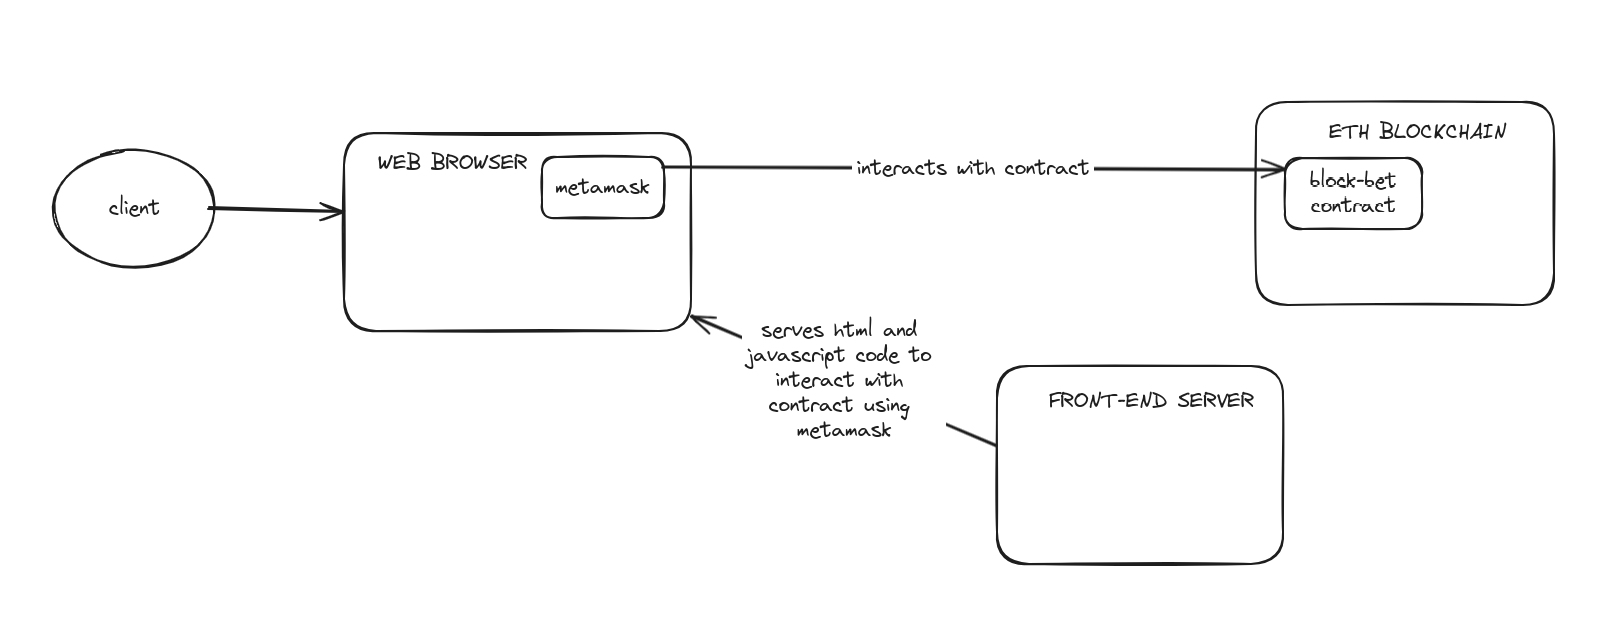 client
WEB BROWSER
metamask
interacts with contract
ETH BLOCKCHAIN
block-bet
contract
serves html and
javascript code to
interact with
contract using
metamask
FRONT-END SERVER